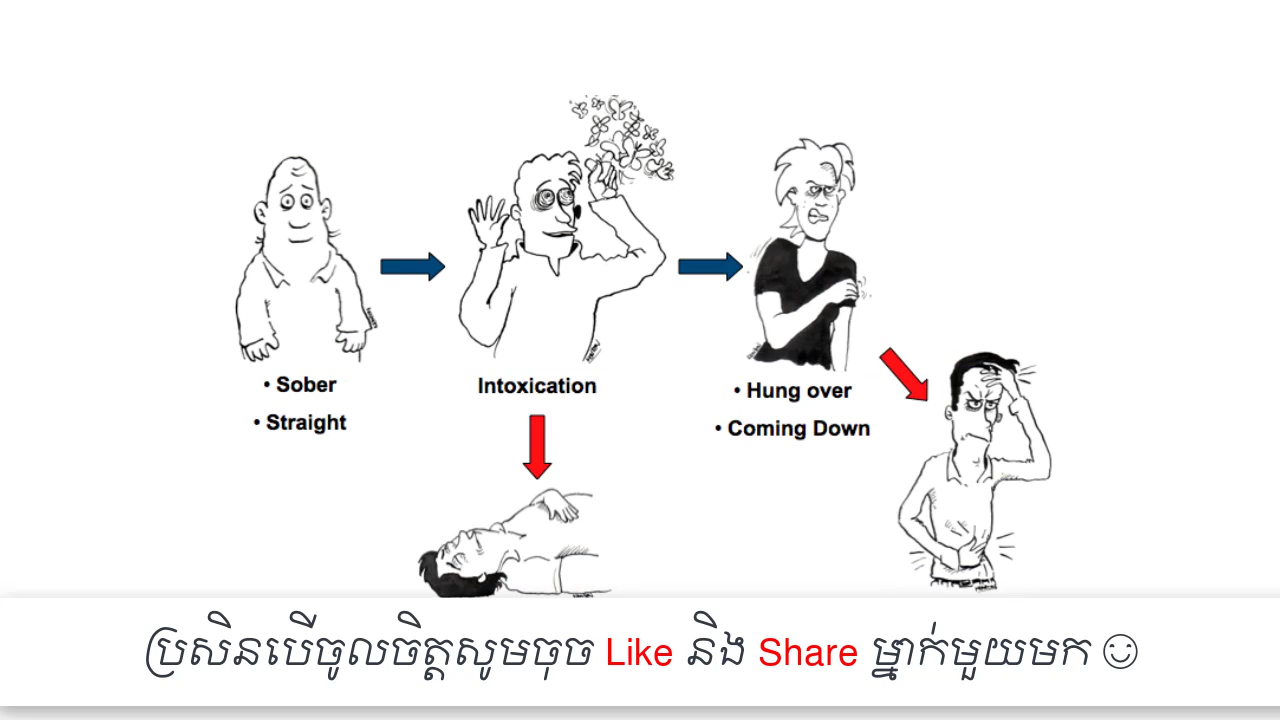 • Sober
• Straight
Intoxication
• Hung over
• Coming Down
ប្រសិនបើចូលចិត្តសូមចុច Like និង Share ម្នាក់មួយមក ☺